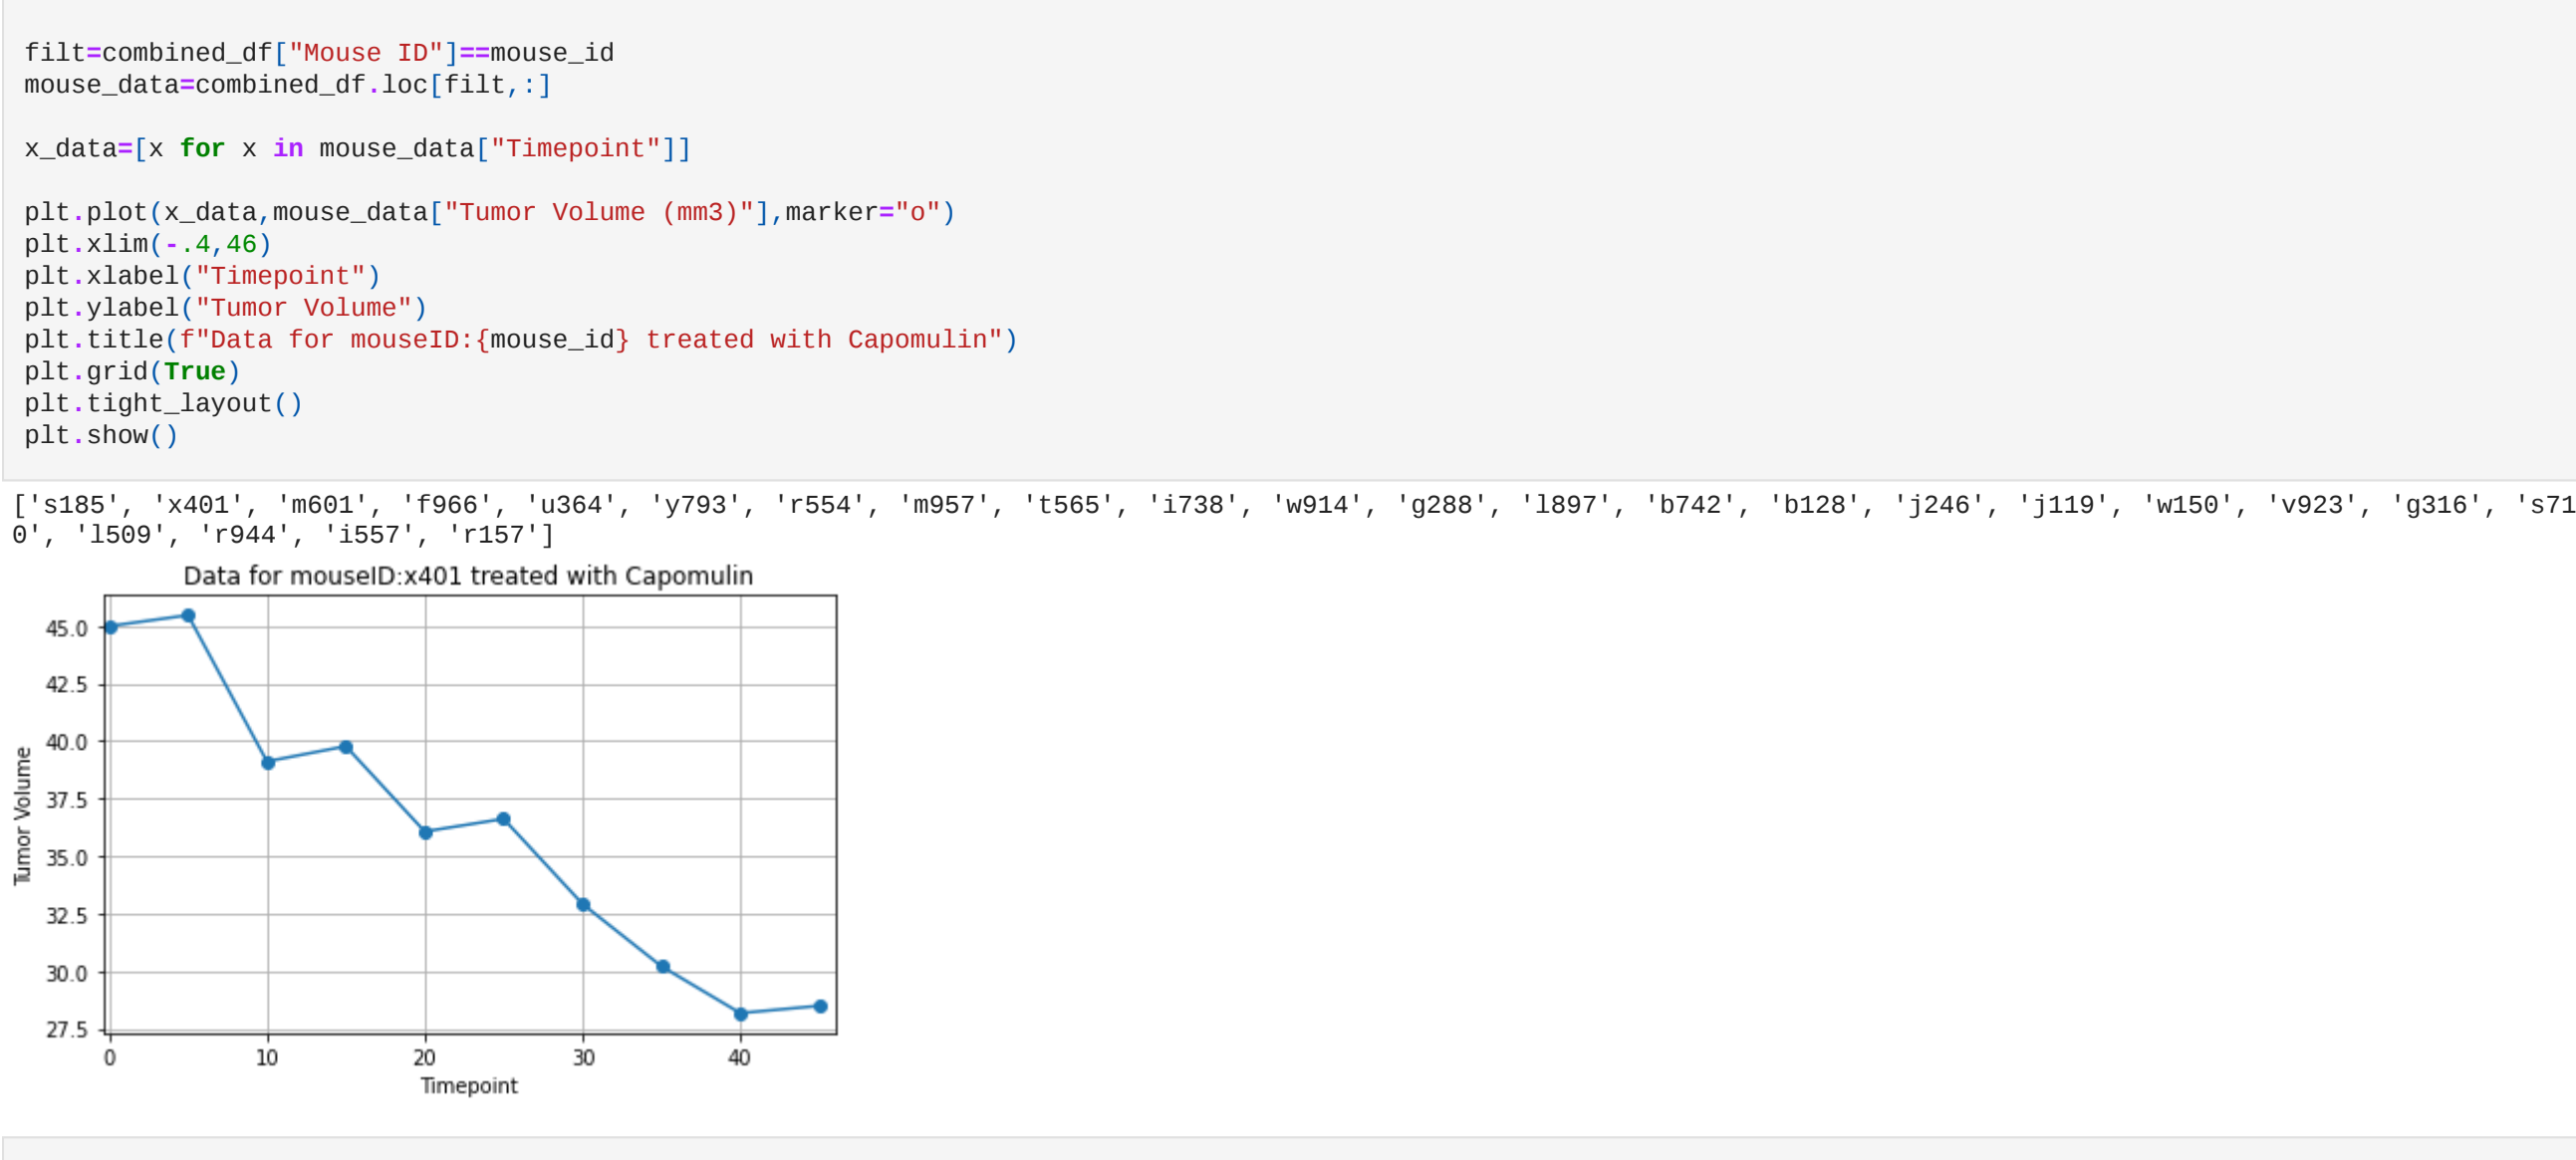 filt=combined_df["Mouse ID"]==mouse_id
mouse_data=combined_df.loc[filt,:]
x_data=[x for x in mouse_data["Timepoint"]]
plt.plot(x_data,mouse_data["Tumor Volume (mm3)"],marker="o")
plt.xlim(-.4,46)
plt.xlabel("Timepoint")
plt.ylabel("Tumor Volume")
plt.title(f"Data for mouseID:{mouse_id} treated with Capomulin")
plt.grid(True)
plt.tight_layout()
plt.show()
['s185', 'x401', 'm601', 'f966', 'u364', 'y793', 'r554', 'm957', 't565', 'i738', 'w914', 'g288', 'l897', 'b742', 'b128', 'j246', 'j119', 'w150', 'v923', 'g316', 's71
0', 'l509', 'r944', 'i557', 'r157']
Data for mouseID:x401 treated with Capomulin
45.0
42.5
40.0
37.5
35.0
32.5
30.0
27.5
Tumor Volume
0 10 20 30 40
Timepoint